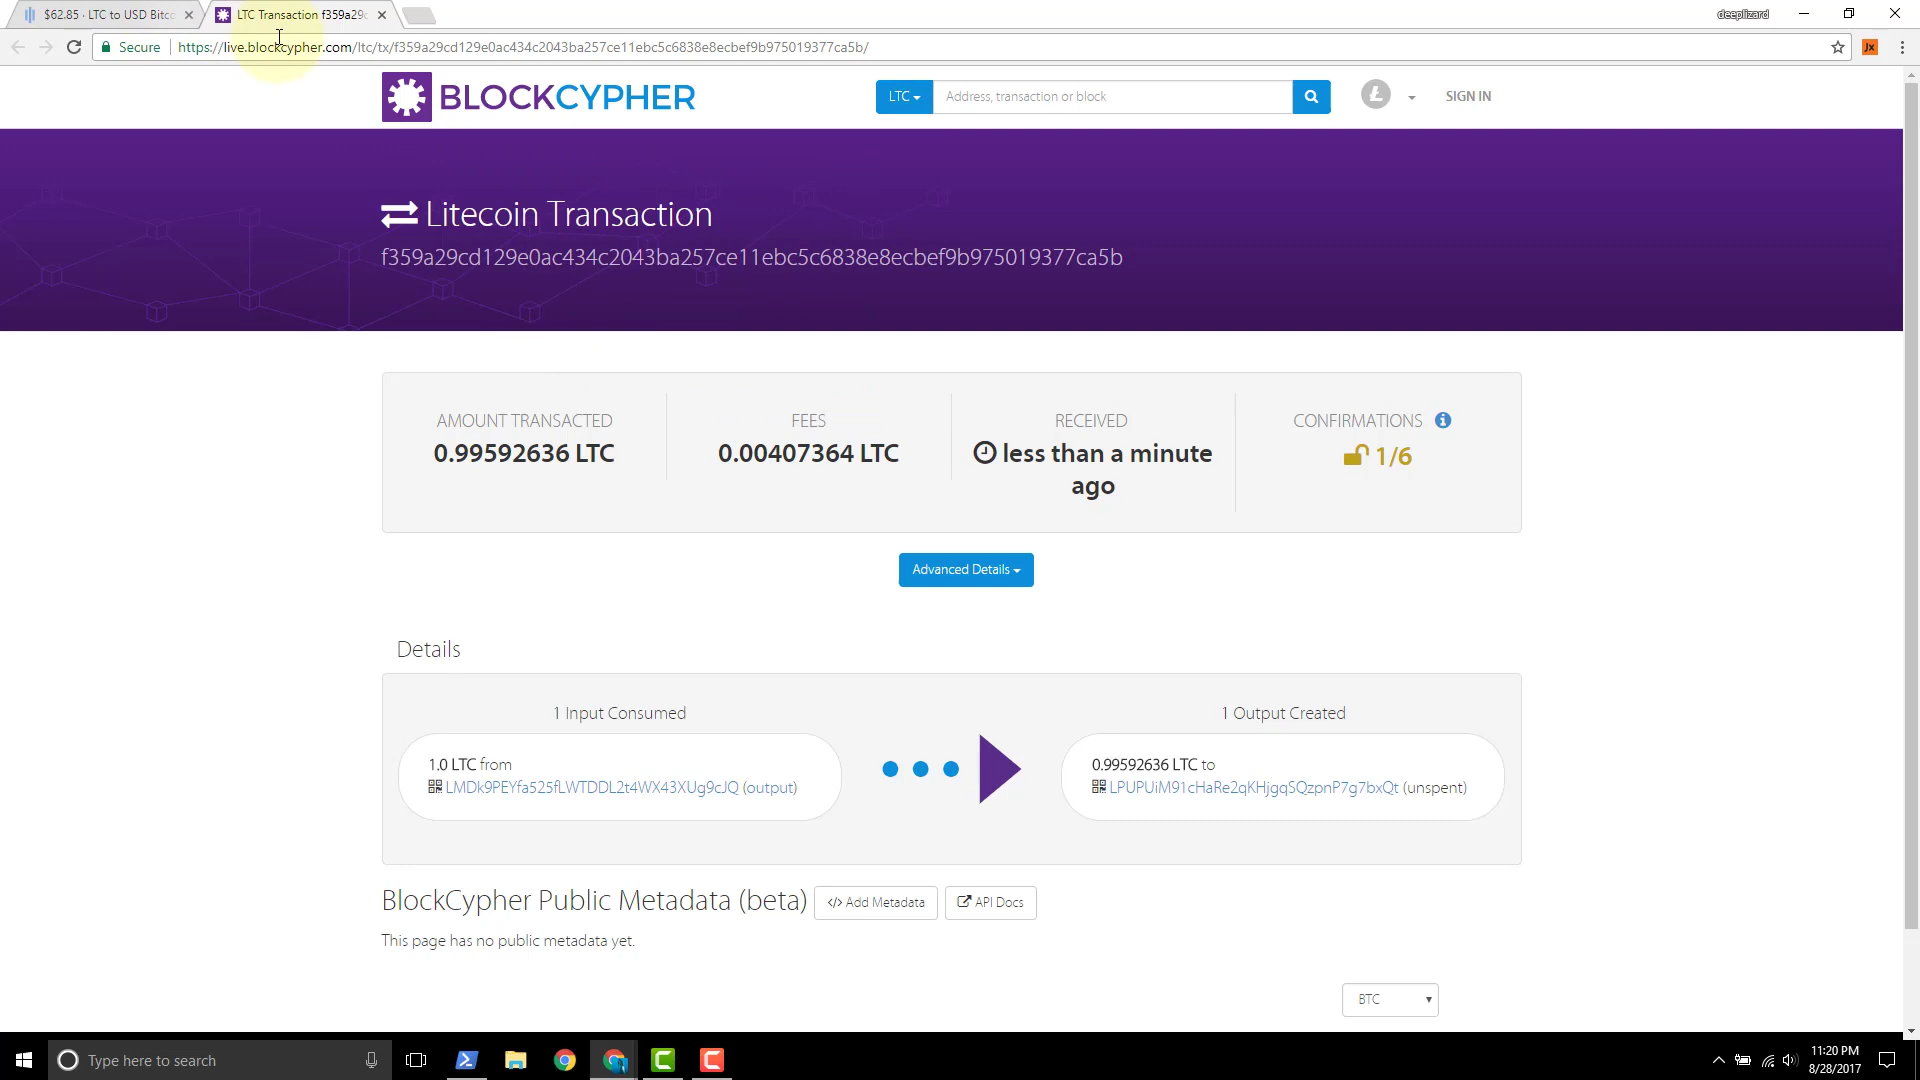 $62.85 · LTC to USD Bitco
LTC Transaction f359a29c
deeplizard
Secure
https://live.blockcypher.com/ltc/tx/f359a29cd129e0ac434c2043ba257ce11ebc5c6838e8ecbef9b975019377ca5b/
Jx
BLOCKCYPHER
LTC
Address, transaction or block
SIGN IN
Litecoin Transaction
f359a29cd129e0ac434c2043ba257ce11ebc5c6838e8ecbef9b975019377ca5b
AMOUNT TRANSACTED
0.99592636 LTC
FEES
0.00407364 LTC
RECEIVED
less than a minute
ago
CONFIRMATIONS
1/6
Advanced Details
Details
1 Input Consumed
1.0 LTC from
LMDk9PEYfa525fLWTDDL2t4WX43XUg9cJQ (output)
1 Output Created
0.99592636 LTC to
LPUPUiM91cHaRe2qKHjgqSQzpnP7g7bxQt (unspent)
BlockCypher Public Metadata (beta)
</> Add Metadata
API Docs
This page has no public metadata yet.
BTC
Type here to search
11:20 PM
8/28/2017